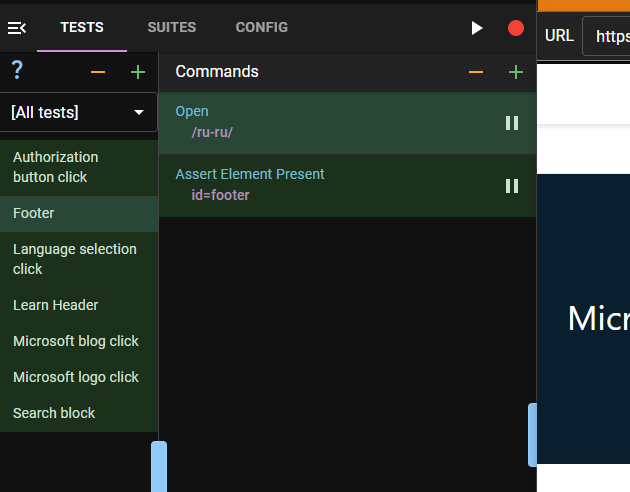 TESTS SUITES CONFIG
URL https
? Commands
[All tests]
Open
/ru-ru/
Authorization
button click
Assert Element Present
id=footer
Footer
Language selection
click
Learn Header
Microsoft blog click
Microsoft logo click
Search block
Micr